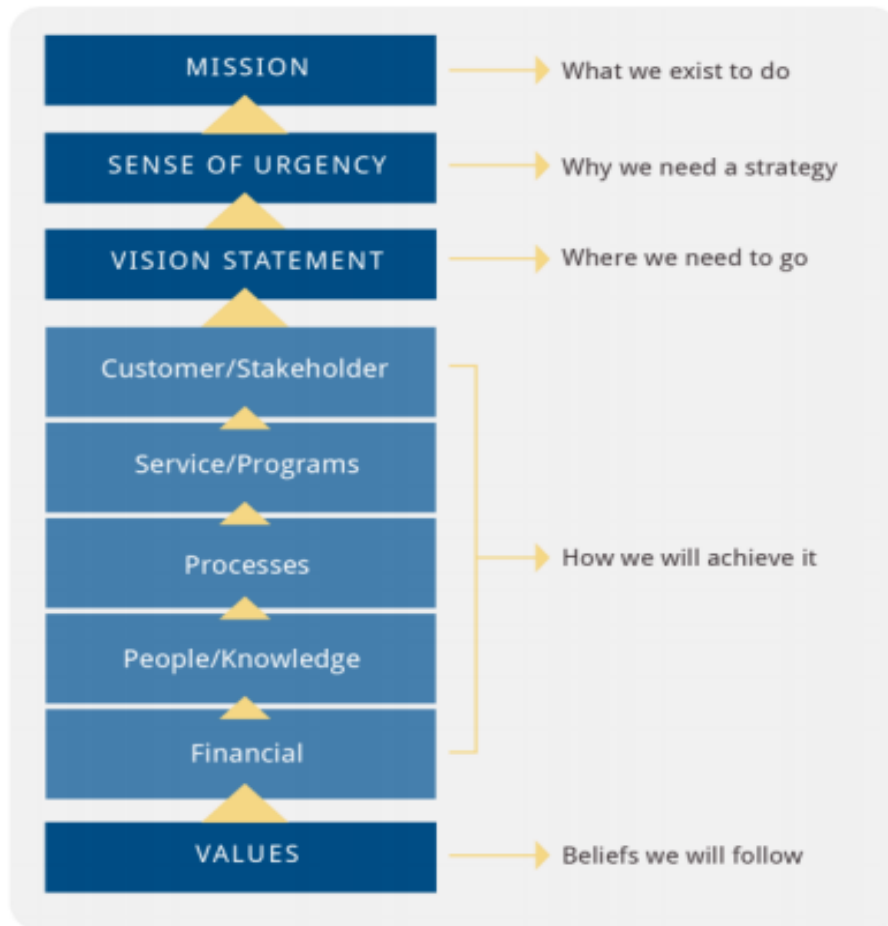 MISSION
What we exist to do
SENSE OF URGENCY
Why we need a strategy
VISION STATEMENT
Where we need to go
Customer/Stakeholder
Service/Programs
Processes
How we will achieve it
People/Knowledge
Financial
VALUES
Beliefs we will follow